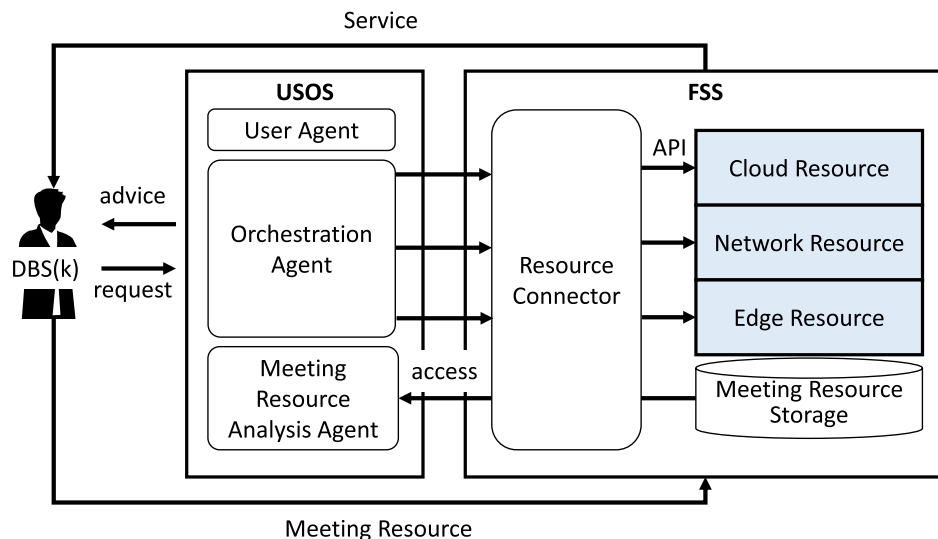 Service
USOS
FSS
User Agent
API
Cloud Resource
advice
Orchestration
Agent
Network Resource
DBS(k)
request
Resource
Connector
Edge Resource
Meeting
Resource
Analysis Agent
access
Meeting Resource
Storage
Meeting Resource